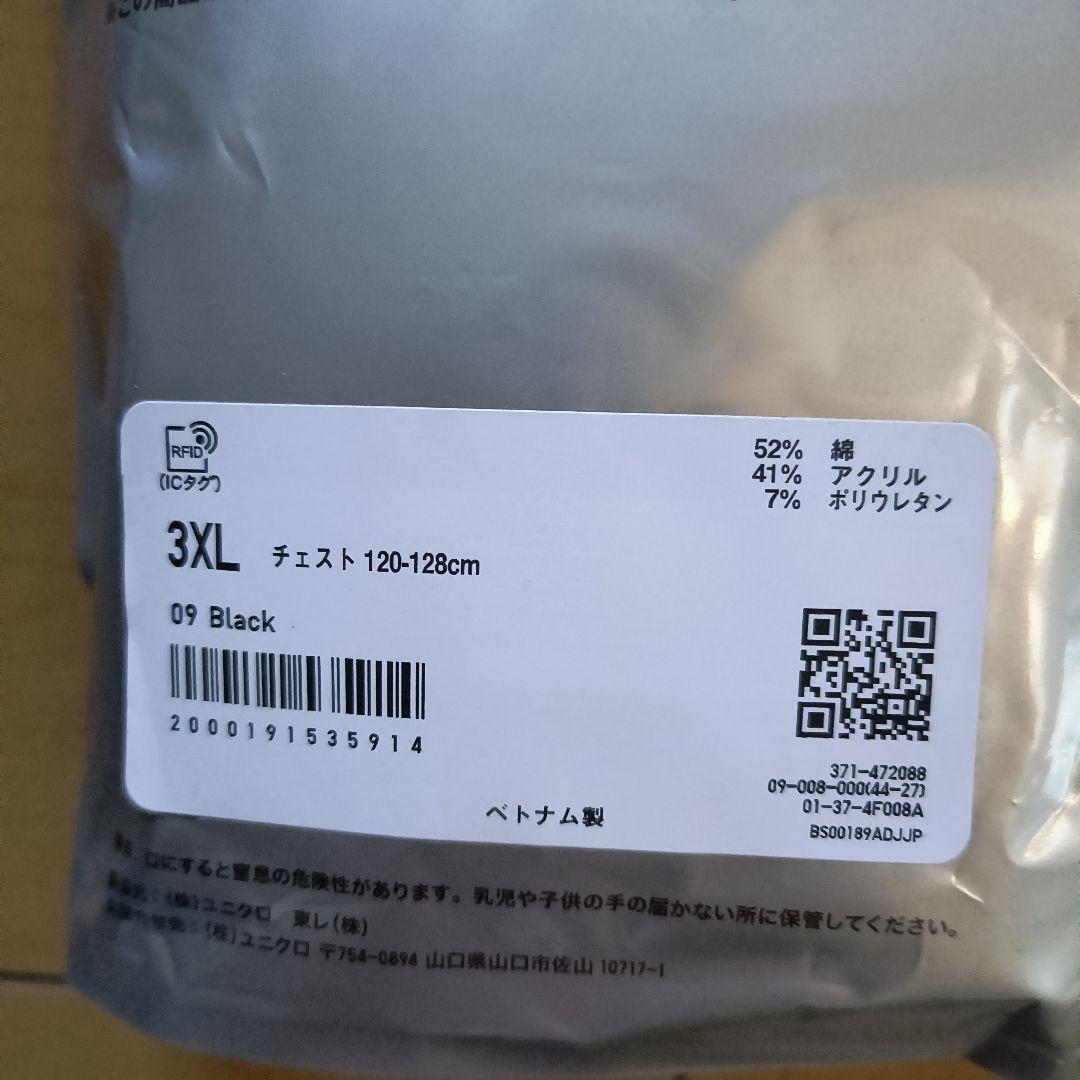 RFID
(ICタグ)
52% 綿
41% アクリル
7% ポリウレタン
3XL チェスト 120-128cm
09 Black
2000191535914
371-472088
09-008-000(44-27)
01-37-4F008A
BS00189ADJJP
ベトナム製
口にすると窒息の危険性があります。乳児や子供の手の届かない所に保管してください。
(株)ユニクロ 東レ(株)
(株)ユニクロ 〒754-0894 山口県山口市佐山 10717-1